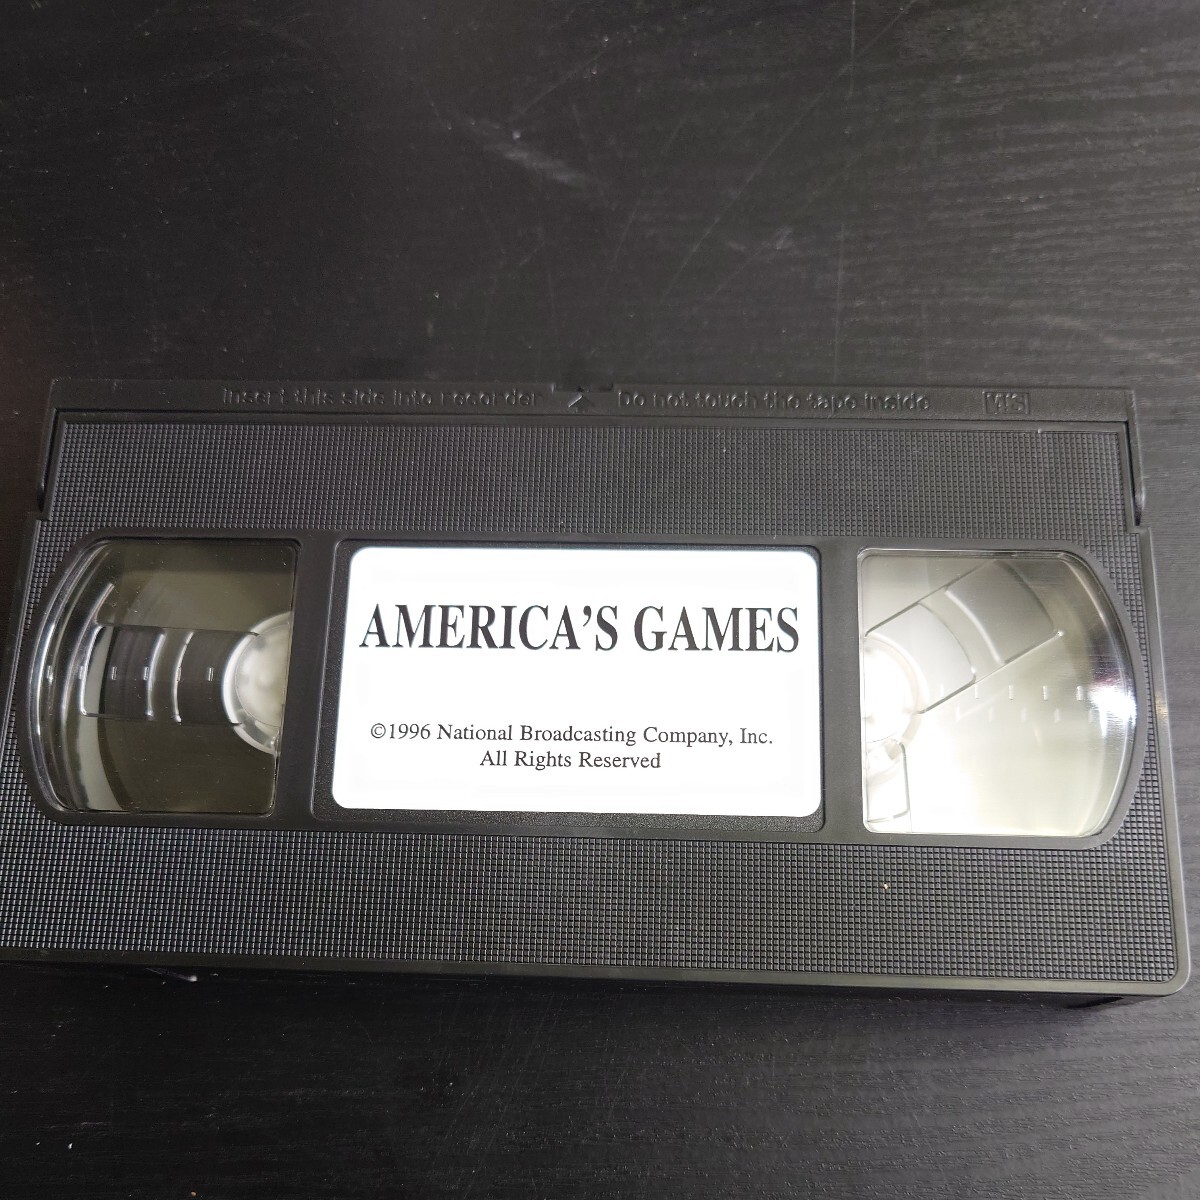 Insert this side into recorder Do not touch the tape inside VHS
AMERICA'S GAMES
©1996 National Broadcasting Company, Inc.
All Rights Reserved